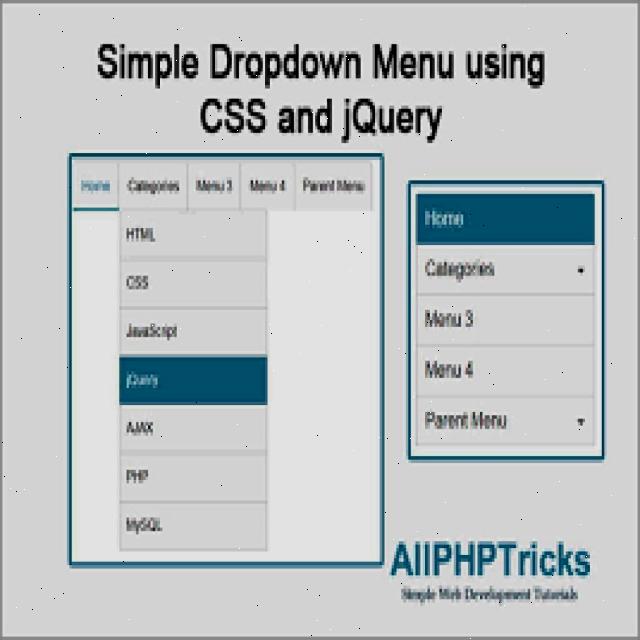 Simple Dropdown Menu using
CSS and jQuery
Home Categories Menu 3 Menu 4 Parent Menu
HTML
CSS
JavaScript
jQuery
AJAX
PHP
MySQL
Home
Categories
Menu 3
Menu 4
Parent Menu
AllPHPTricks
Simple Web Development Tutorials